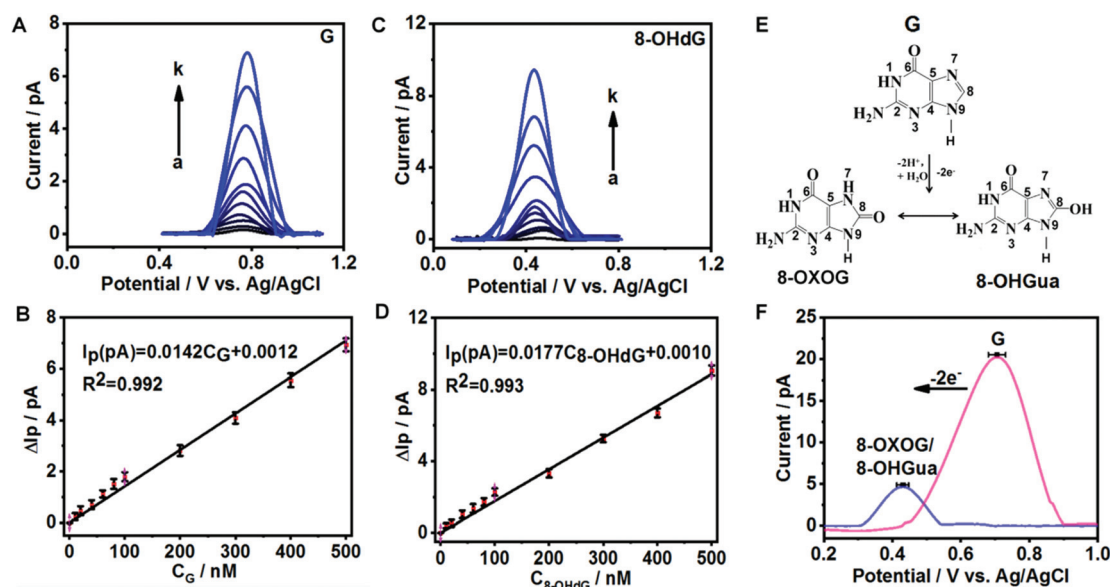 A
G
k
a
Current / pA
8
6
4
2
0
0.0
0.4
0.8
1.2
Potential / V vs. Ag/AgCl
B
Ip(pA)=0.0142CG+0.0012
R²=0.992
ΔIp / pA
8
6
4
2
0
0
100
200
300
400
500
CG / nM
C
8-OHdG
k
a
Current / pA
12
8
4
0
0.0
0.4
0.8
1.2
Potential / V vs. Ag/AgCl
D
Ip(pA)=0.0177C8-OHdG+0.0010
R²=0.993
ΔIp / pA
12
8
4
0
0
100
200
300
400
500
C8-OHdG / nM
E
G
O
6
1
HN
5
7
N
8
2
4
9
N
H₂N
N
3
H
-2H⁺,
+ H₂O
-2e⁻
O
6
1
HN
5
7
H
N
8
O
2
4
N
9
H₂N
N
3
H
8-OXOG
O
6
1
HN
5
7
N
8
OH
2
4
N
9
H₂N
N
3
H
8-OHGua
F
G
-2e⁻
8-OXOG/
8-OHGua
Current / pA
25
20
15
10
5
0
0.2
0.4
0.6
0.8
1.0
Potential / V vs. Ag/AgCl